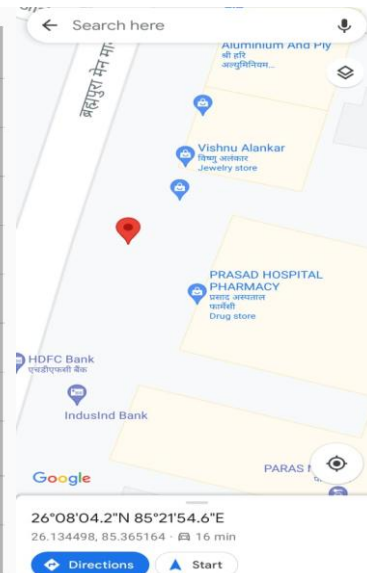 Search here
Aluminium And Ply
श्री हरि
अल्युमिनियम...
ब्रह्मपुरा मेन
Vishnu Alankar
विष्णु अलंकार
Jewelry store
PRASAD HOSPITAL
PHARMACY
प्रसाद अस्पताल
फार्मेसी
Drug store
HDFC Bank
एचडीएफसी बैंक
IndusInd Bank
PARAS
Google
26°08'04.2"N 85°21'54.6"E
26.134498, 85.365164 · 16 min
Directions
Start